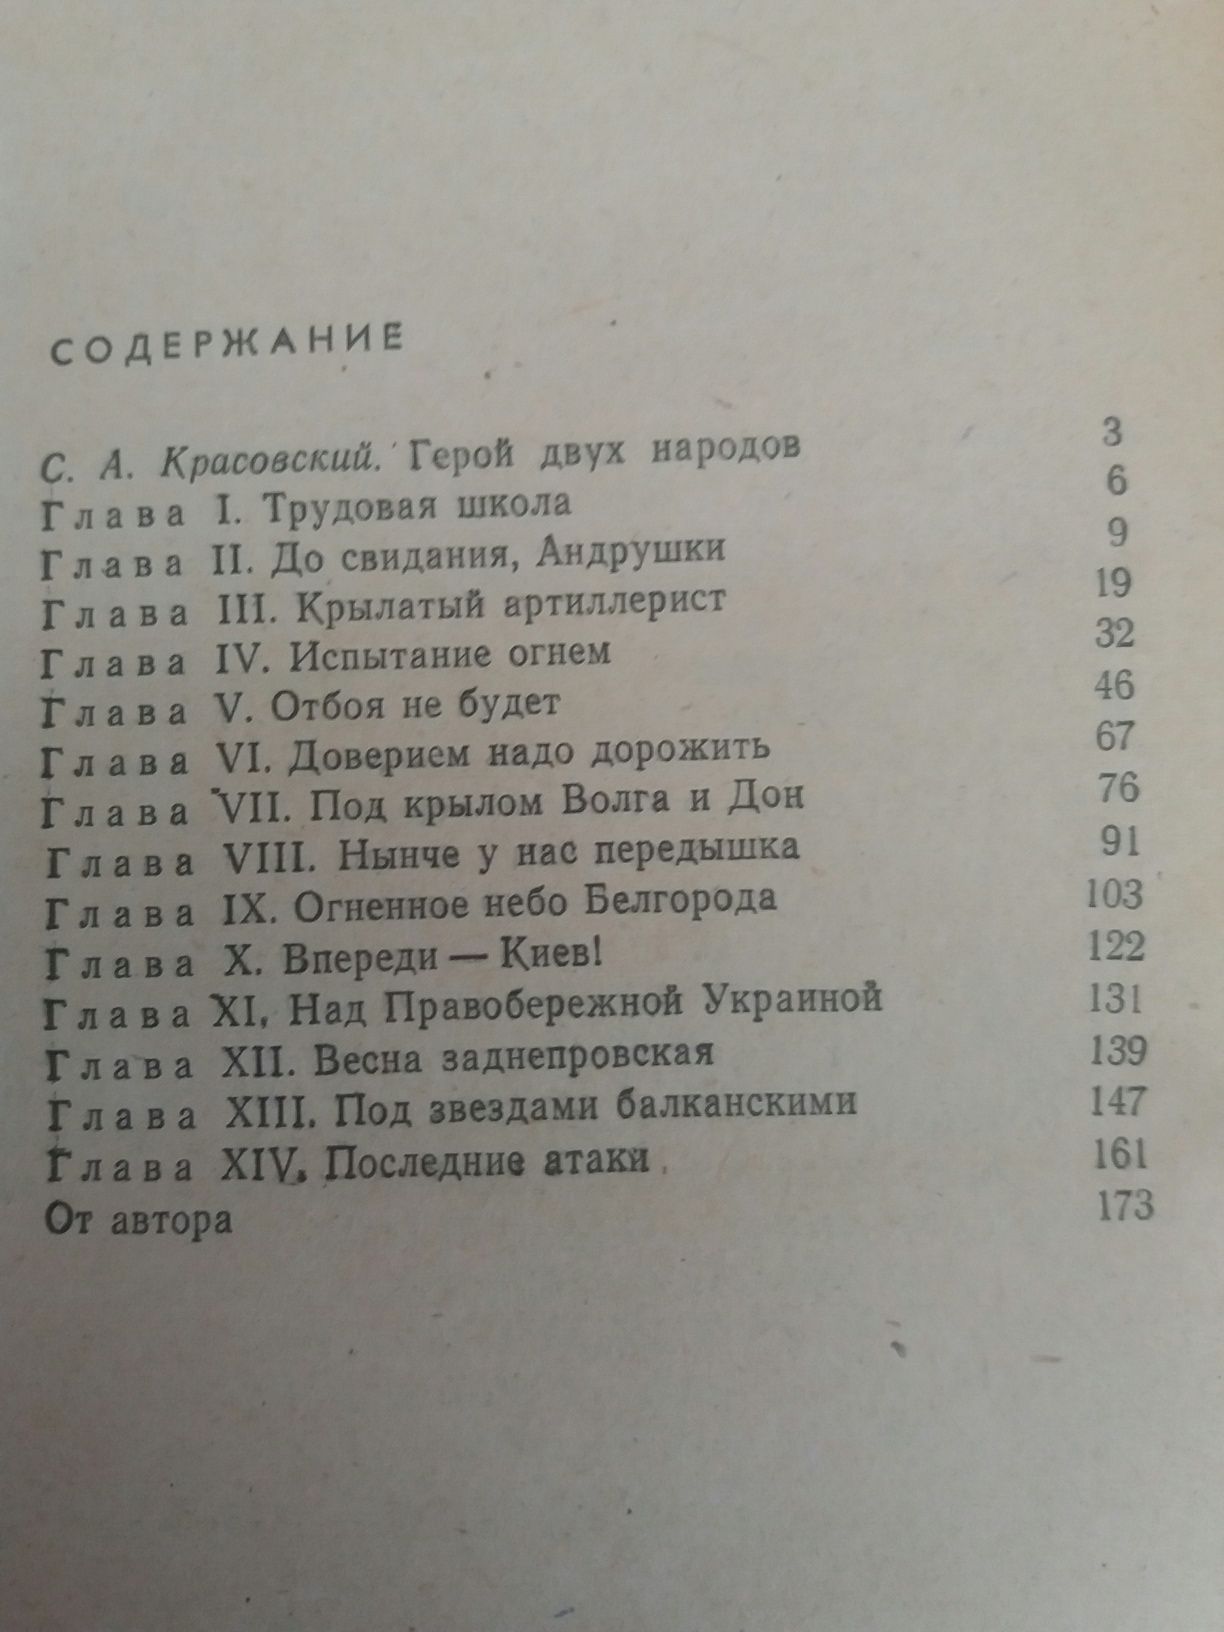 СОДЕРЖАНИЕ
С. А. Красовский. Герой двух народов 3
Глава I. Трудовая школа 6
Глава II. До свидания, Андрушки 9
Глава III. Крылатый артиллерист 19
Глава IV. Испытание огнем 32
Глава V. Отбоя не будет 46
Глава VI. Доверием надо дорожить 67
Глава VII. Под крылом Волга и Дон 76
Глава VIII. Нынче у нас передышка 91
Глава IX. Огненное небо Белгорода 103
Глава X. Впереди — Киев! 122
Глава XI. Над Правобережной Украиной 131
Глава XII. Весна заднепровская 139
Глава XIII. Под звездами балканскими 147
Глава XIV. Последние атаки 161
От автора 173